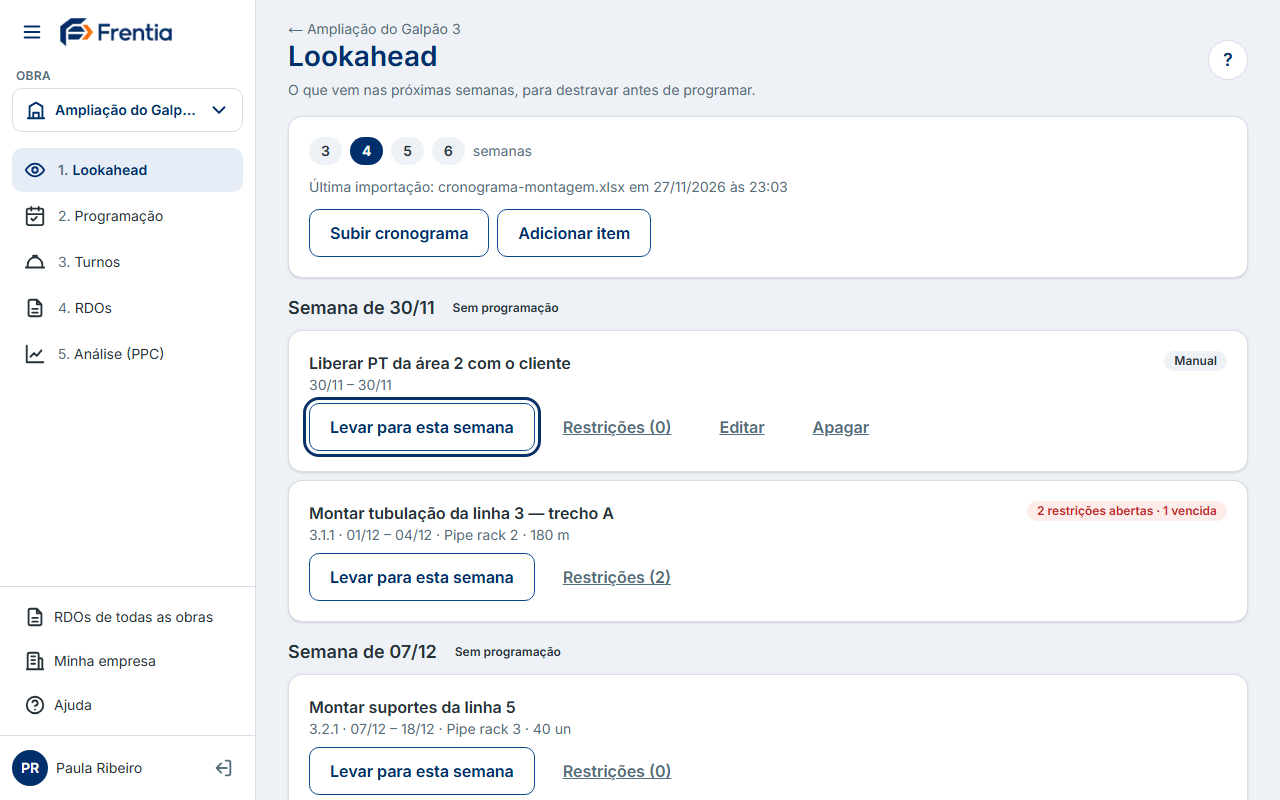 Frentia
OBRA
Ampliação do Galp...
1. Lookahead
2. Programação
3. Turnos
4. RDOs
5. Análise (PPC)
RDOs de todas as obras
Minha empresa
Ajuda
PR Paula Ribeiro
← Ampliação do Galpão 3
Lookahead
?
O que vem nas próximas semanas, para destravar antes de programar.
3 4 5 6 semanas
Última importação: cronograma-montagem.xlsx em 27/11/2026 às 23:03
Subir cronograma Adicionar item
Semana de 30/11 Sem programação
Liberar PT da área 2 com o cliente Manual
30/11 – 30/11
Levar para esta semana Restrições (0) Editar Apagar
Montar tubulação da linha 3 — trecho A 2 restrições abertas · 1 vencida
3.1.1 · 01/12 – 04/12 · Pipe rack 2 · 180 m
Levar para esta semana Restrições (2)
Semana de 07/12 Sem programação
Montar suportes da linha 5
3.2.1 · 07/12 – 18/12 · Pipe rack 3 · 40 un
Levar para esta semana Restrições (0)